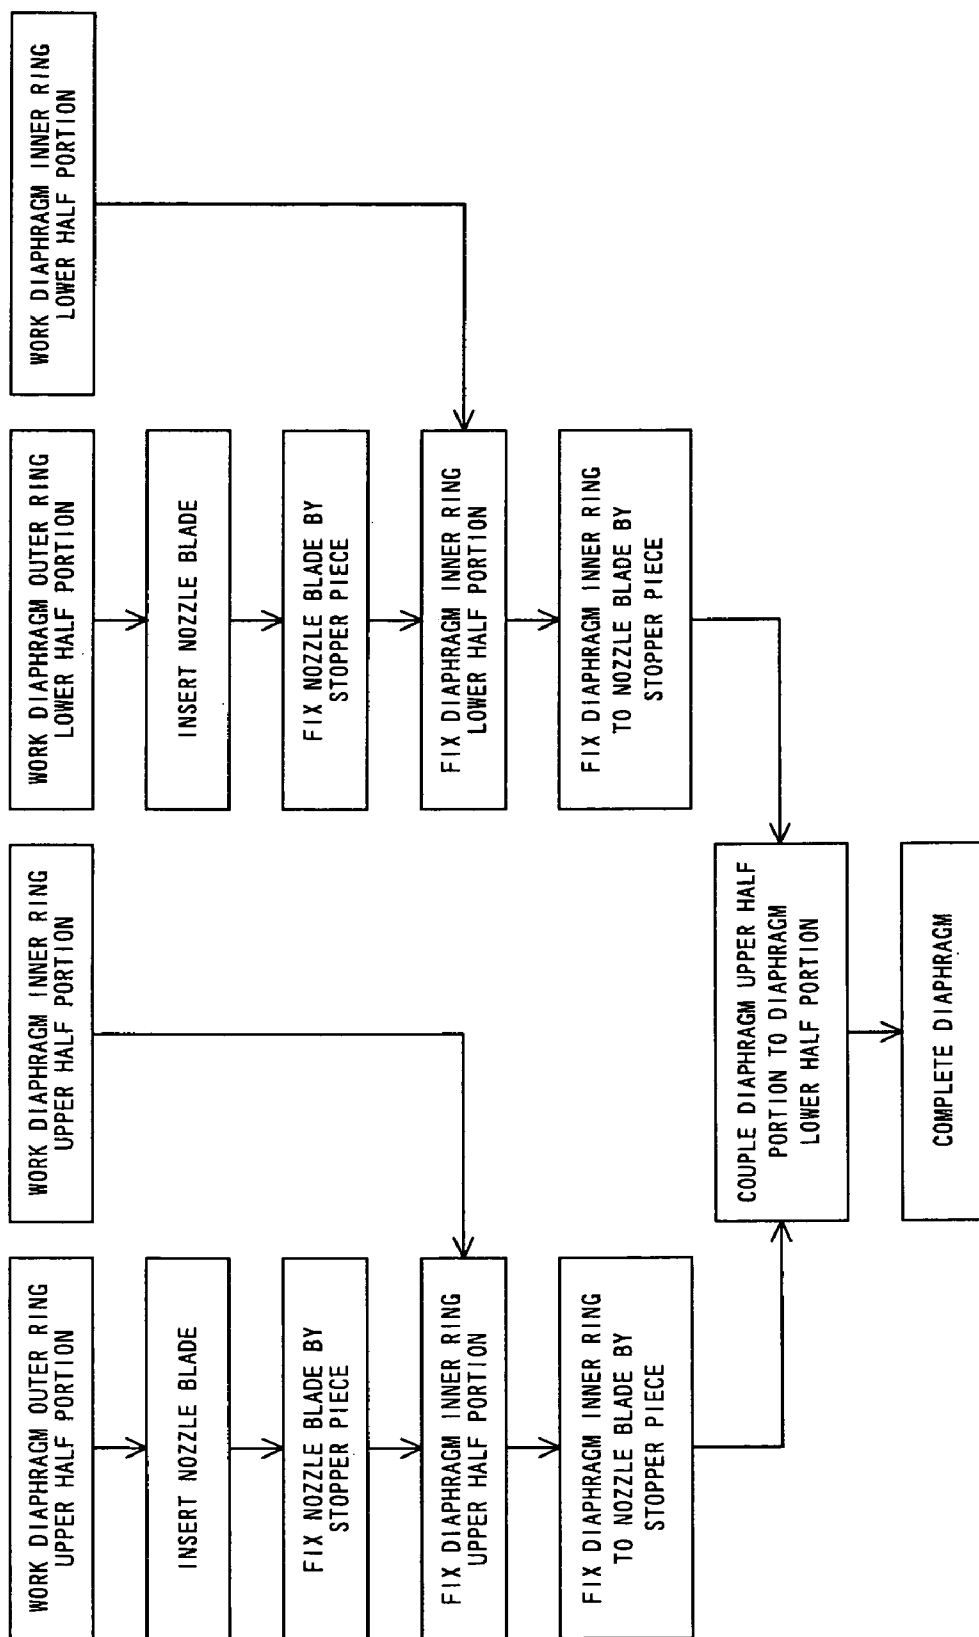 WORK DIAPHRAGM OUTER RING
UPPER HALF PORTION
INSERT NOZZLE BLADE
FIX NOZZLE BLADE BY
STOPPER PIECE
FIX DIAPHRAGM INNER RING
UPPER HALF PORTION
FIX DIAPHRAGM INNER RING
TO NOZZLE BLADE BY
STOPPER PIECE
WORK DIAPHRAGM INNER RING
UPPER HALF PORTION
COUPLE DIAPHRAGM UPPER HALF
PORTION TO DIAPHRAGM
LOWER HALF PORTION
COMPLETE DIAPHRAGM
WORK DIAPHRAGM OUTER RING
LOWER HALF PORTION
INSERT NOZZLE BLADE
FIX NOZZLE BLADE BY
STOPPER PIECE
FIX DIAPHRAGM INNER RING
LOWER HALF PORTION
FIX DIAPHRAGM INNER RING
TO NOZZLE BLADE BY
STOPPER PIECE
WORK DIAPHRAGM INNER RING
LOWER HALF PORTION